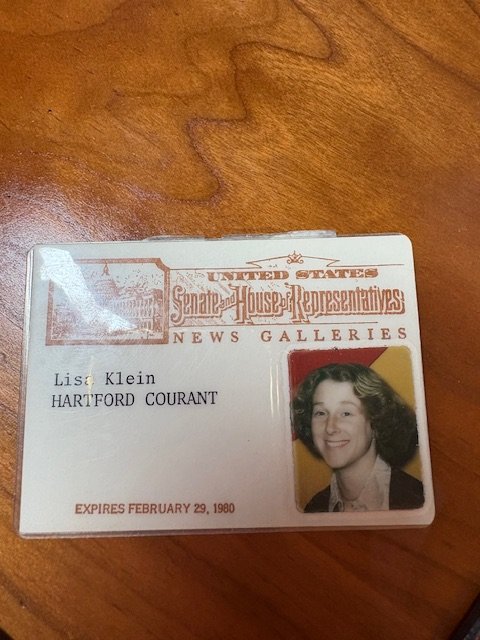 UNITED STATES
Senate and House of Representatives
NEWS GALLERIES
Lisa Klein
HARTFORD COURANT
EXPIRES FEBRUARY 29, 1980